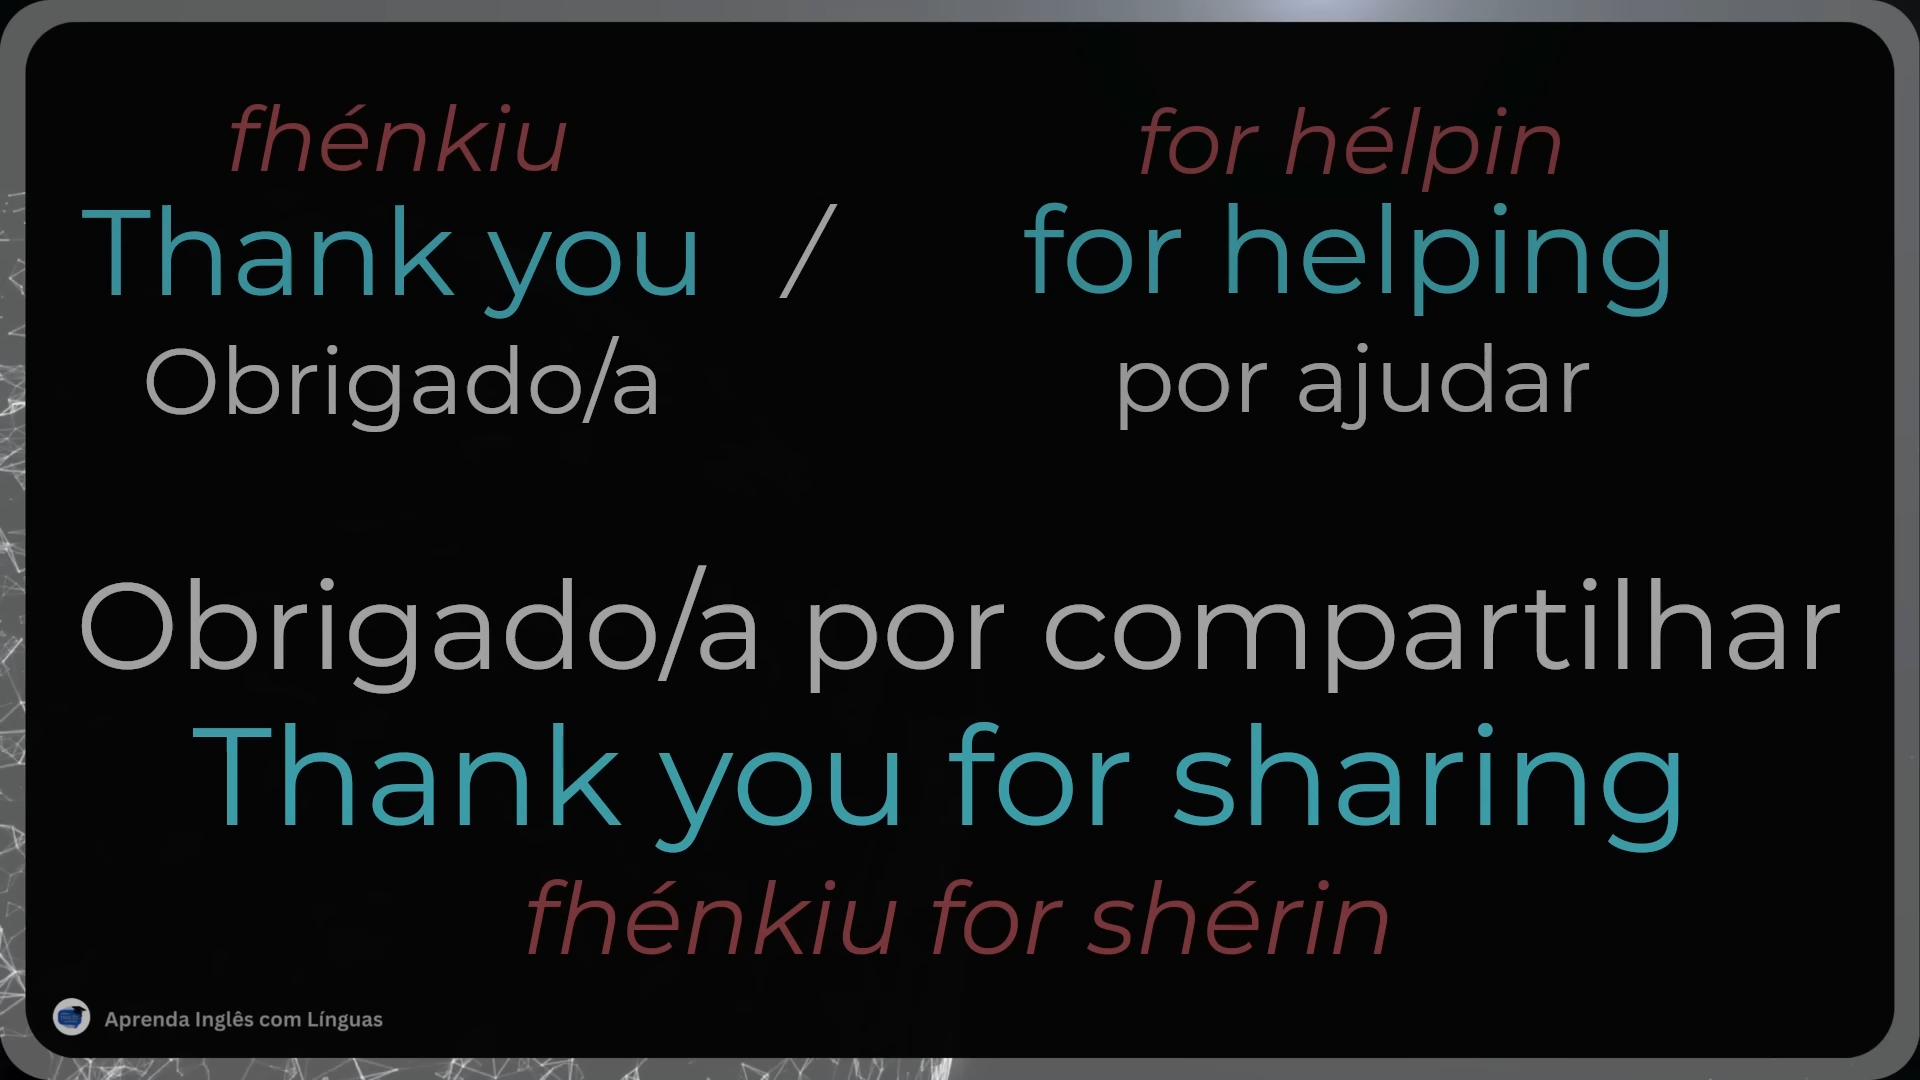 fhénkiu for hélpin
Thank you / for helping
Obrigado/a por ajudar
Obrigado/a por compartilhar
Thank you for sharing
fhénkiu for shérin
Aprenda Inglês com Línguas